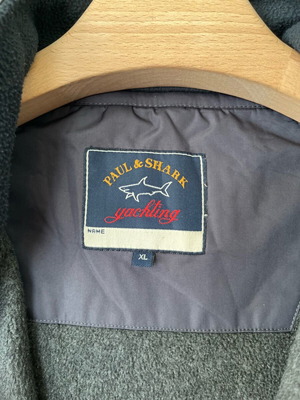 PAUL & SHARK
yachting
NAME
XL